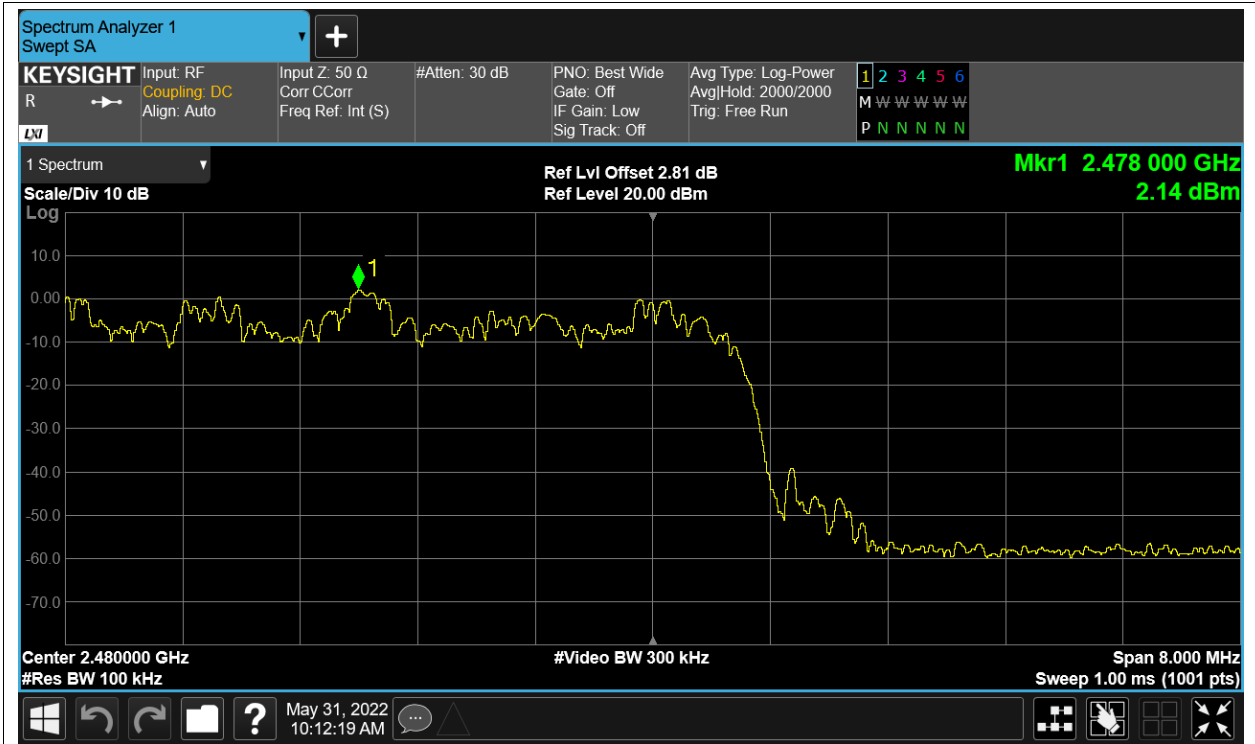 Spectrum Analyzer 1
Swept SA
KEYSIGHT
R
LXI
Input: RF
Coupling: DC
Align: Auto
Input Z: 50 Ω
Corr CCorr
Freq Ref: Int (S)
#Atten: 30 dB
PNO: Best Wide
Gate: Off
IF Gain: Low
Sig Track: Off
Avg Type: Log-Power
Avg|Hold: 2000/2000
Trig: Free Run
1 2 3 4 5 6
M W W W W W
P N N N N N
1 Spectrum
Scale/Div 10 dB
Log
Ref Lvl Offset 2.81 dB
Ref Level 20.00 dBm
Mkr1 2.478 000 GHz
2.14 dBm
1
10.0
0.00
-10.0
-20.0
-30.0
-40.0
-50.0
-60.0
-70.0
Center 2.480000 GHz
#Res BW 100 kHz
#Video BW 300 kHz
Span 8.000 MHz
Sweep 1.00 ms (1001 pts)
?
May 31, 2022
10:12:19 AM